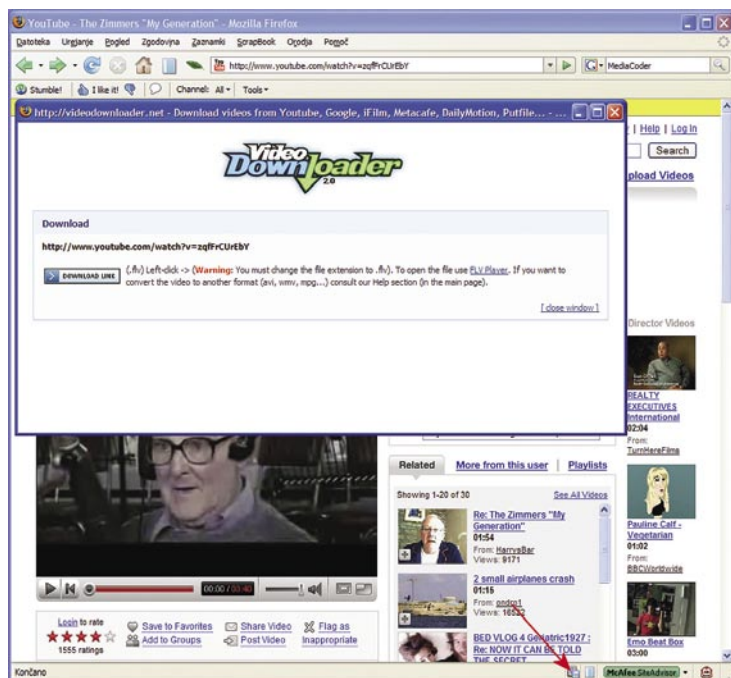 YouTube - The Zimmers "My Generation" - Mozilla Firefox
Datoteka Urejanje Pogled Zgodovina Zaznamki ScrapBook Orodja Pomoč
http://www.youtube.com/watch?v=zqfFrCUrEbY
MediaCoder
Stumble! I like it! Channel: All Tools
http://videodownloader.net - Download videos from Youtube, Google, iFilm, Metacafe, DailyMotion, Putfile... - ...
| Help | Log In
Search
pload Videos
Video
Downloader
2.0
Download
http://www.youtube.com/watch?v=zqfFrCUrEbY
DOWNLOAD LINK
(.flv) Left-click -> (Warning: You must change the file extension to .flv). To open the file use FLV Player. If you want to
convert the video to another format (avi, wmv, mpg...) consult our Help section (in the main page).
[ close window ]
Director Videos
REALTY
EXECUTIVES
International
02:04
From:
TurnHereFilms
Pauline Calf -
Vegetarian
01:02
From:
BBCWorldwide
Emo Beat Box
03:00
Related More from this user | Playlists
Showing 1-20 of 30 See All Videos
Re: The Zimmers "My
Generation"
01:54
From: HarrysBar
Views: 9171
2 small airplanes crash
01:15
From: ondra1
Views: 16522
BED VLOG 4 Geriatric1927 :
Re: NOW IT CAN BE TOLD
THE SECRET
00:00 / 03:40
Login to rate
1555 ratings
Save to Favorites
Add to Groups
Share Video
Post Video
Flag as
Inappropriate
Končano
McAfee SiteAdvisor